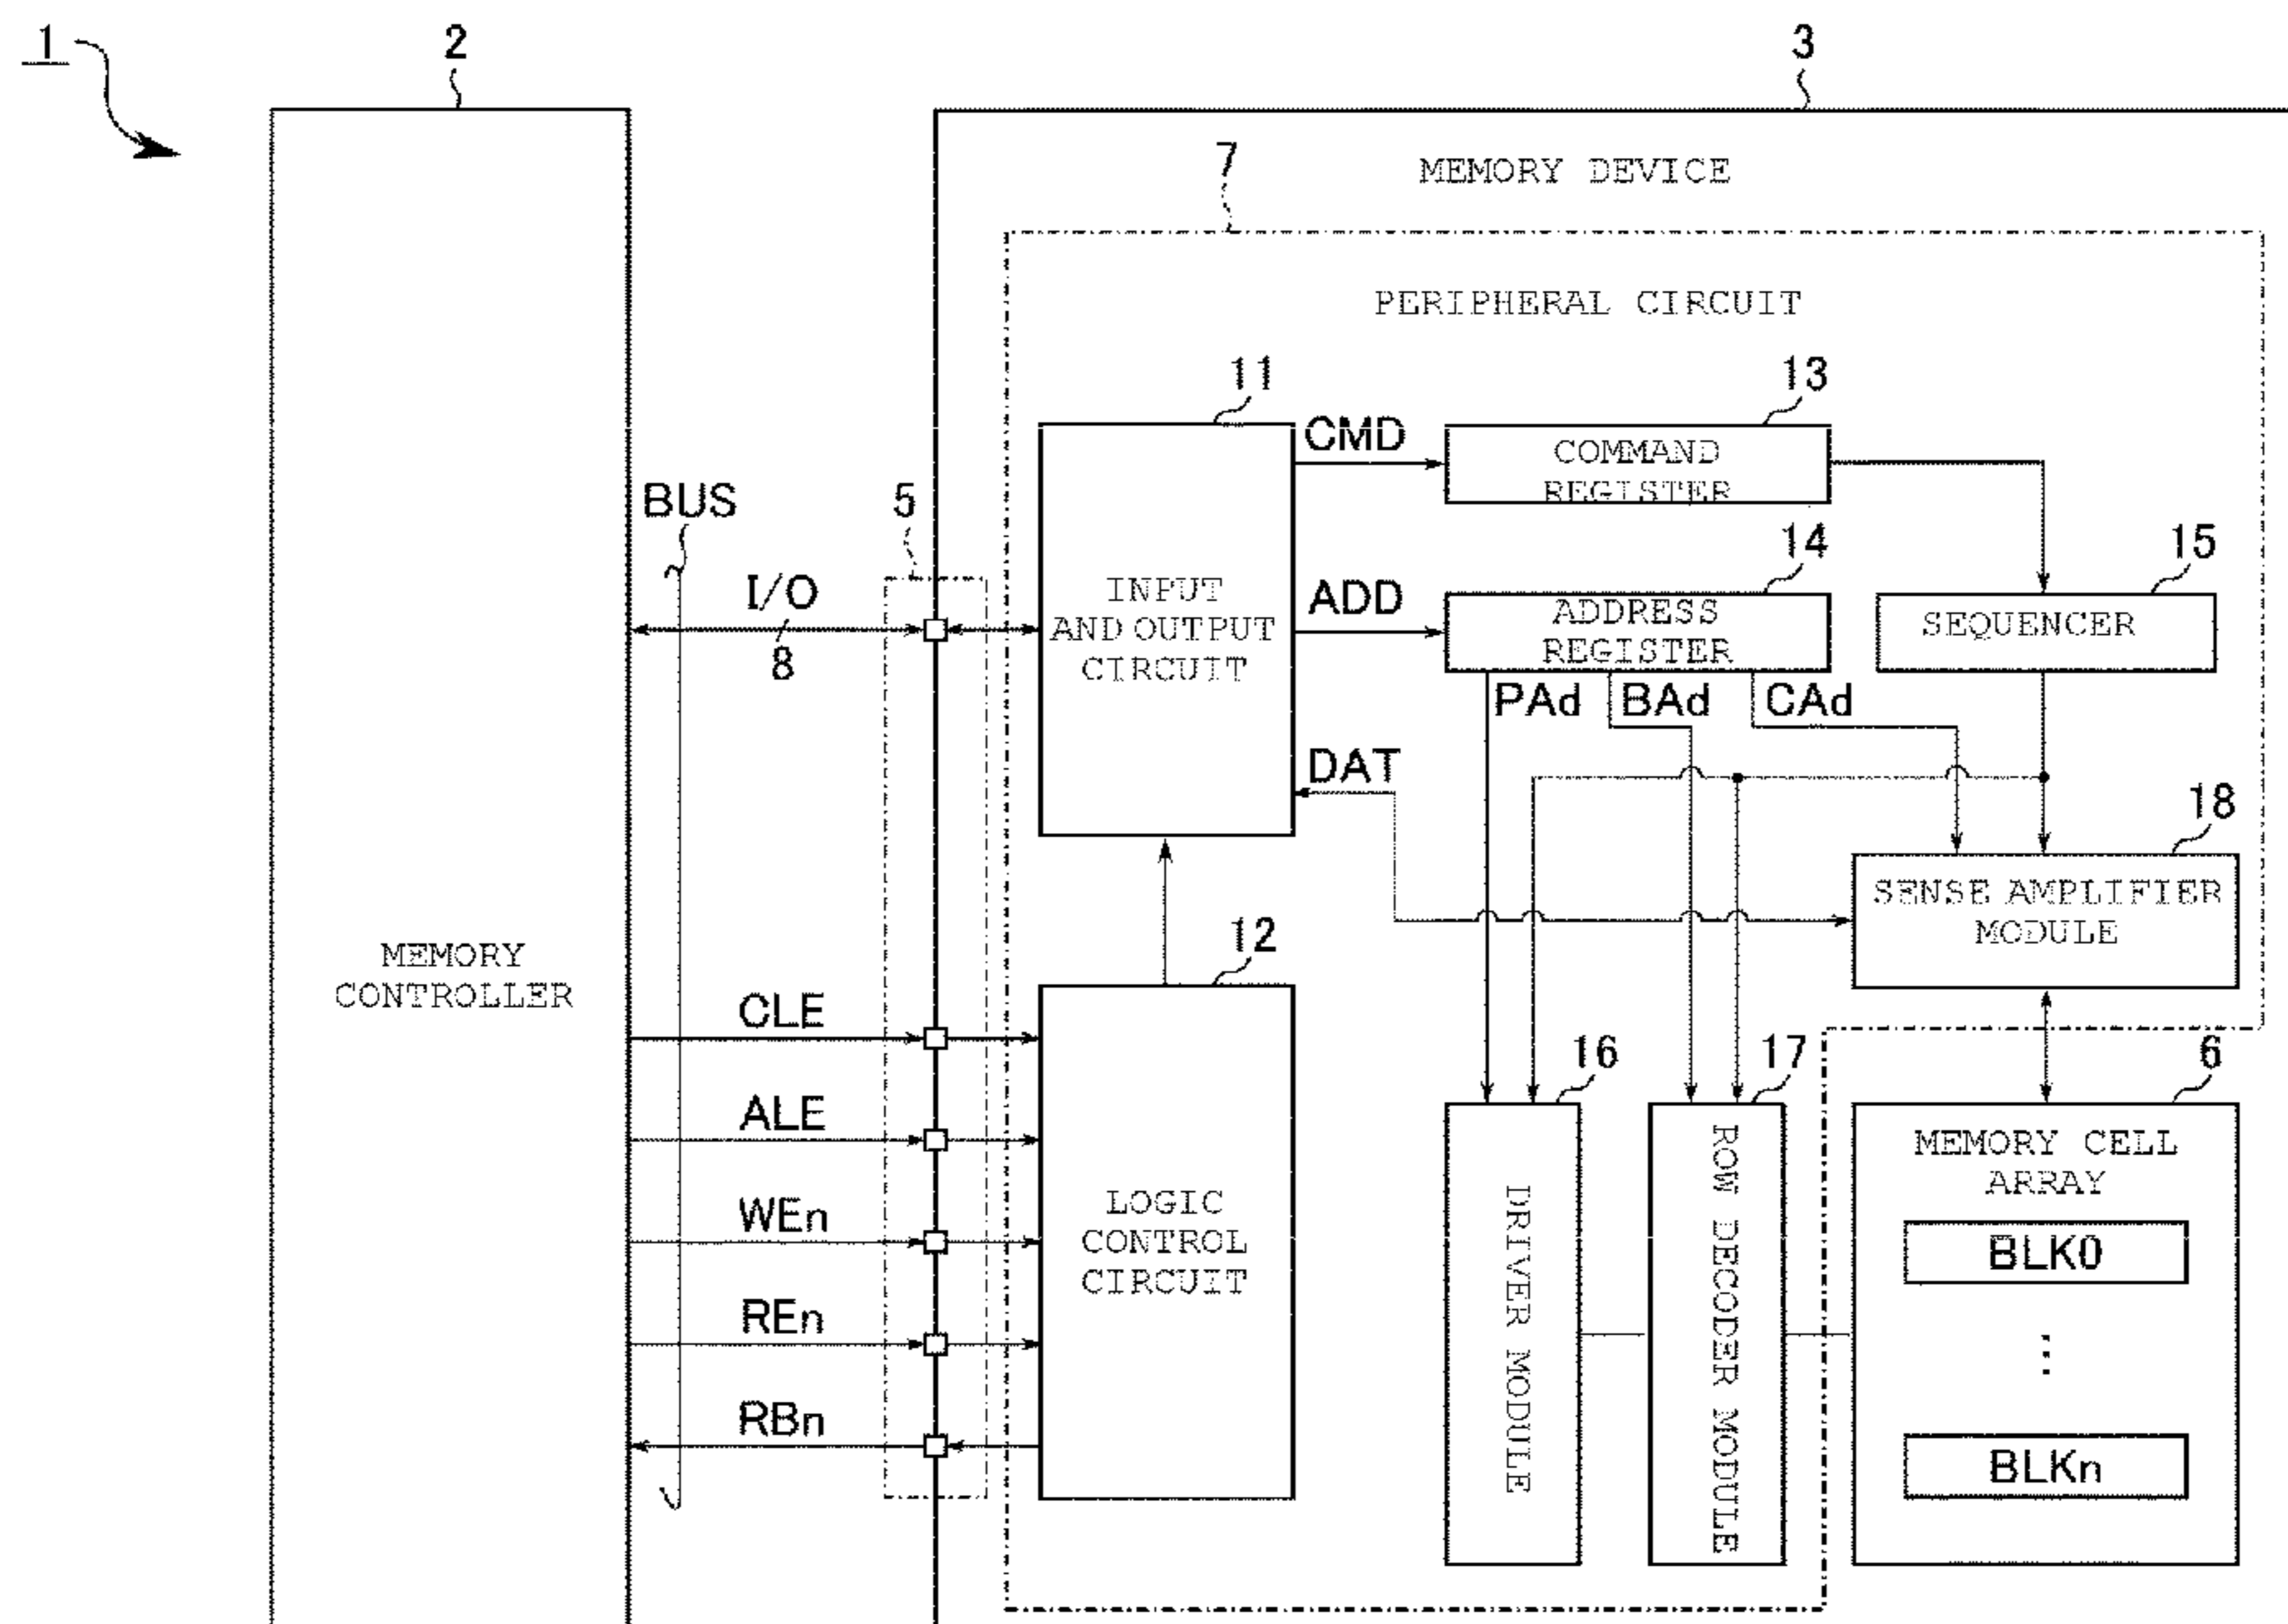 1
2
3
7
MEMORY DEVICE
PERIPHERAL CIRCUIT
11
CMD
13
COMMAND
REGISTER
BUS
5
I/O
8
INPUT
AND OUTPUT
CIRCUIT
ADD
14
ADDRESS
REGISTER
15
SEQUENCER
PAd
BAd
CAd
DAT
18
SENSE AMPLIFIER
MODULE
MEMORY
CONTROLLER
12
CLE
ALE
WEn
REn
RBn
LOGIC
CONTROL
CIRCUIT
16
DRIVER MODULE
17
ROW DECODER MODULE
6
MEMORY CELL
ARRAY
BLK0
⋮
BLKn